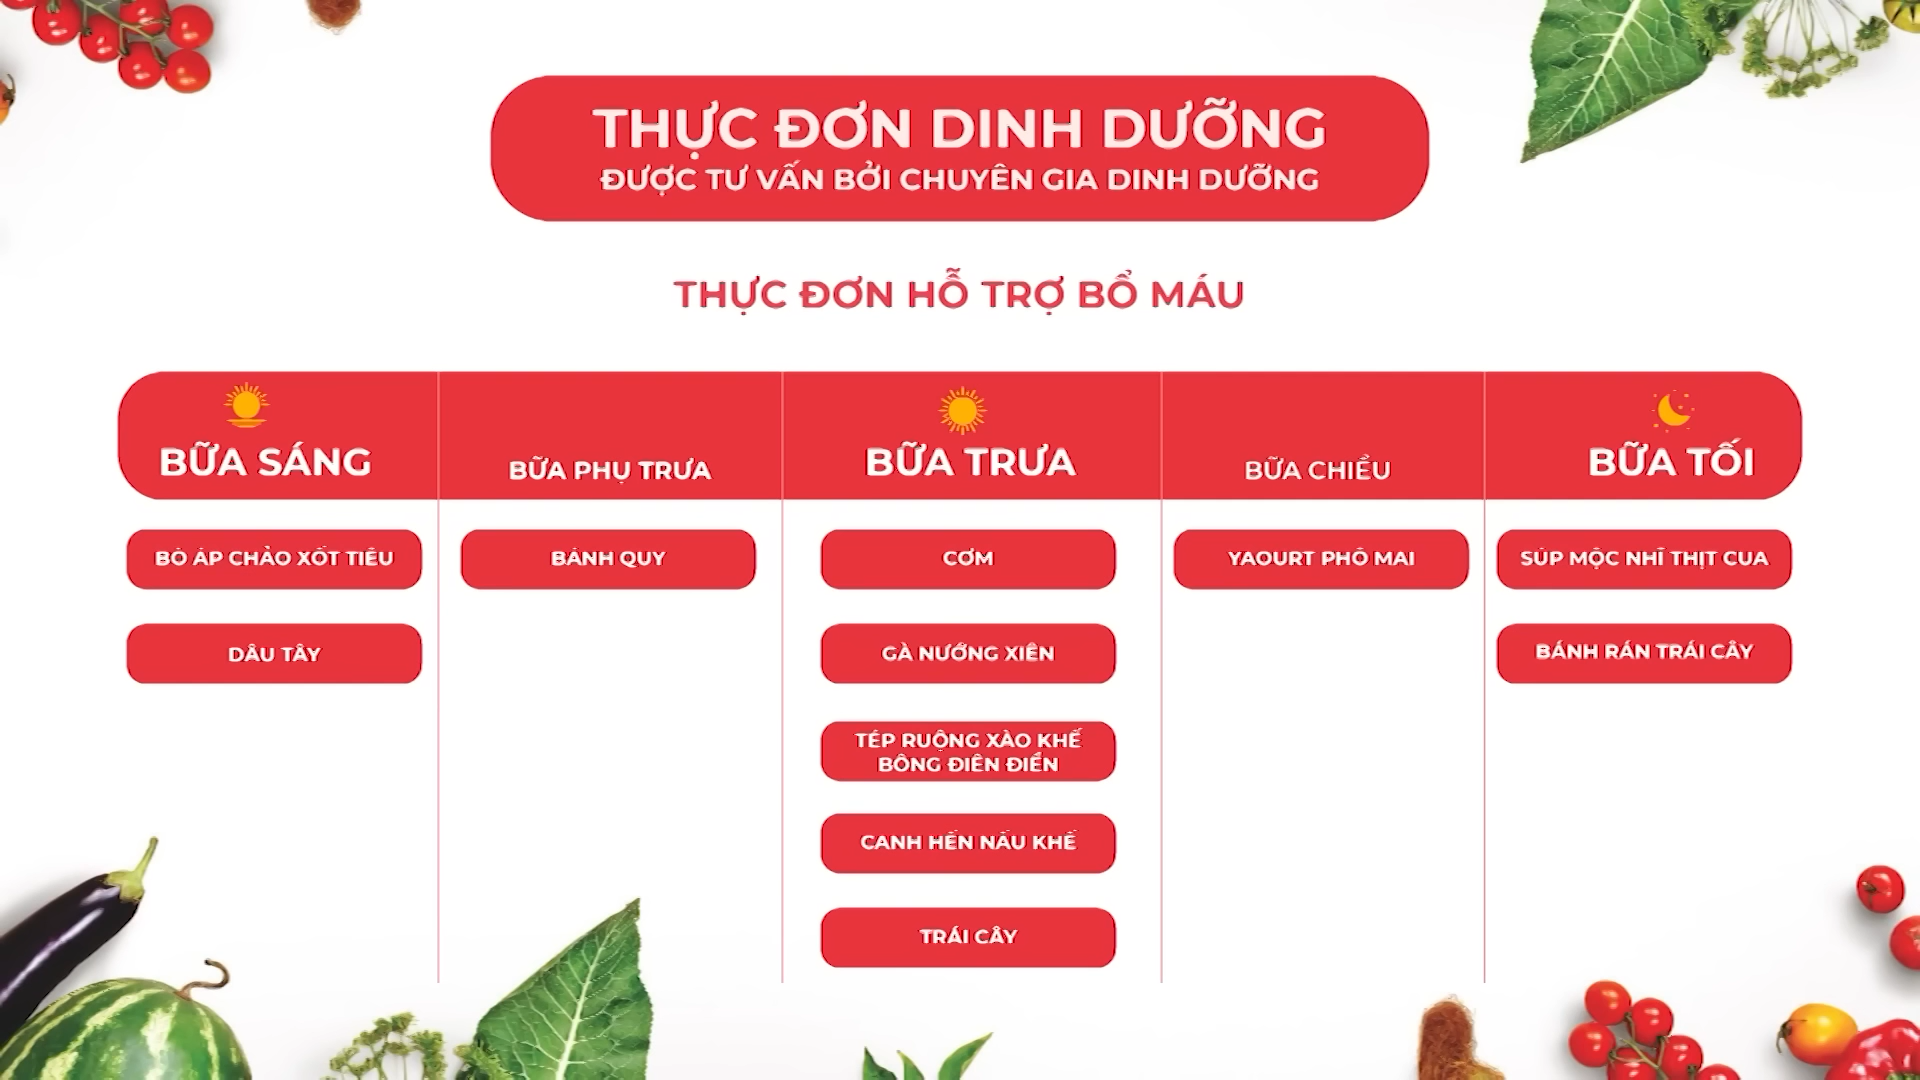 THỰC ĐƠN DINH DƯỠNG
ĐƯỢC TƯ VẤN BỞI CHUYÊN GIA DINH DƯỠNG
THỰC ĐƠN HỖ TRỢ BỔ MÁU
BỮA SÁNG
BÒ ÁP CHẢO XỐT TIÊU
DÂU TÂY
BỮA PHỤ TRƯA
BÁNH QUY
BỮA TRƯA
CƠM
GÀ NƯỚNG XIÊN
TÉP RUỘNG XÀO KHẾ
BÔNG ĐIÊN ĐIỂN
CANH HẾN NẤU KHẾ
TRÁI CÂY
BỮA CHIỀU
YAOURT PHÔ MAI
BỮA TỐI
SÚP MỘC NHĨ THỊT CUA
BÁNH RÁN TRÁI CÂY